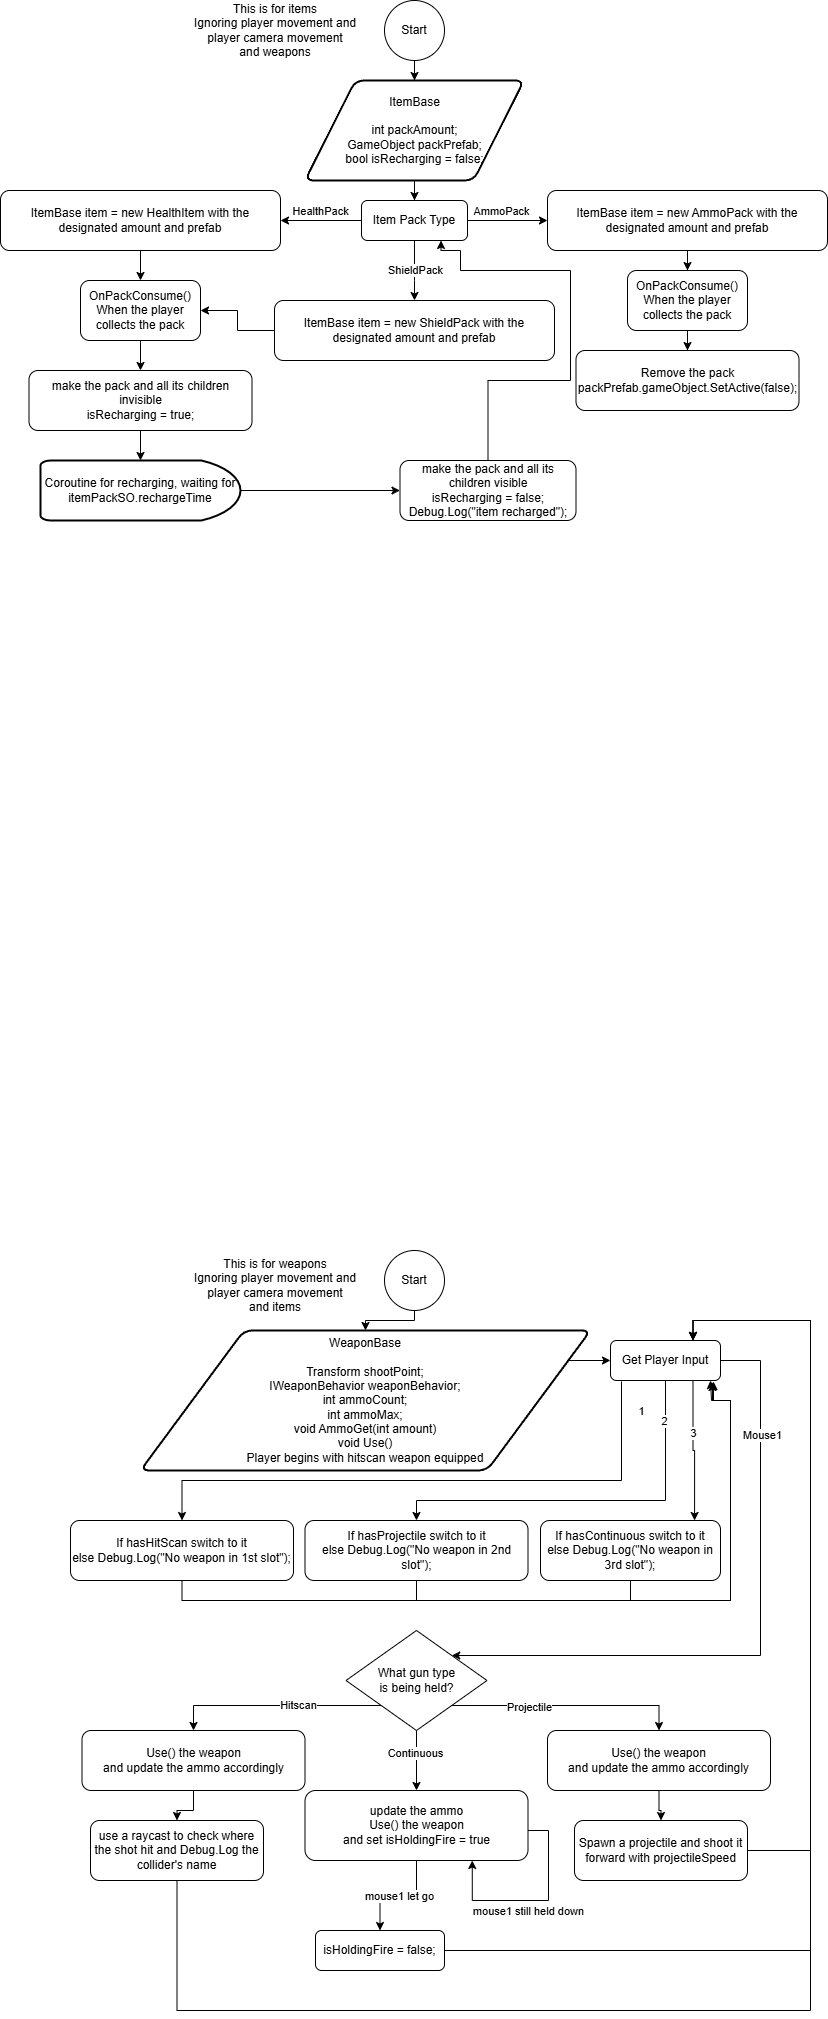 This is for items
Ignoring player movement and
player camera movement
and weapons
Start
ItemBase
int packAmount;
GameObject packPrefab;
bool isRecharging = false;
ItemBase item = new HealthItem with the
designated amount and prefab
HealthPack
Item Pack Type
AmmoPack
ItemBase item = new AmmoPack with the
designated amount and prefab
ShieldPack
OnPackConsume()
When the player
collects the pack
ItemBase item = new ShieldPack with the
designated amount and prefab
OnPackConsume()
When the player
collects the pack
make the pack and all its children
invisible
isRecharging = true;
Remove the pack
packPrefab.gameObject.SetActive(false);
Coroutine for recharging, waiting for
itemPackSO.rechargeTime
make the pack and all its
children visible
isRecharging = false;
Debug.Log("item recharged");
This is for weapons
Ignoring player movement and
player camera movement
and items
Start
WeaponBase
Transform shootPoint;
IWeaponBehavior weaponBehavior;
int ammoCount;
int ammoMax;
void AmmoGet(int amount)
void Use()
Player begins with hitscan weapon equipped
Get Player Input
1
2
3
Mouse1
If hasHitScan switch to it
else Debug.Log("No weapon in 1st slot");
If hasProjectile switch to it
else Debug.Log("No weapon in 2nd
slot");
If hasContinuous switch to it
else Debug.Log("No weapon in
3rd slot");
What gun type
is being held?
Hitscan
Projectile
Continuous
Use() the weapon
and update the ammo accordingly
Use() the weapon
and update the ammo accordingly
update the ammo
Use() the weapon
and set isHoldingFire = true
use a raycast to check where
the shot hit and Debug.Log the
collider's name
Spawn a projectile and shoot it
forward with projectileSpeed
mouse1 let go
mouse1 still held down
isHoldingFire = false;